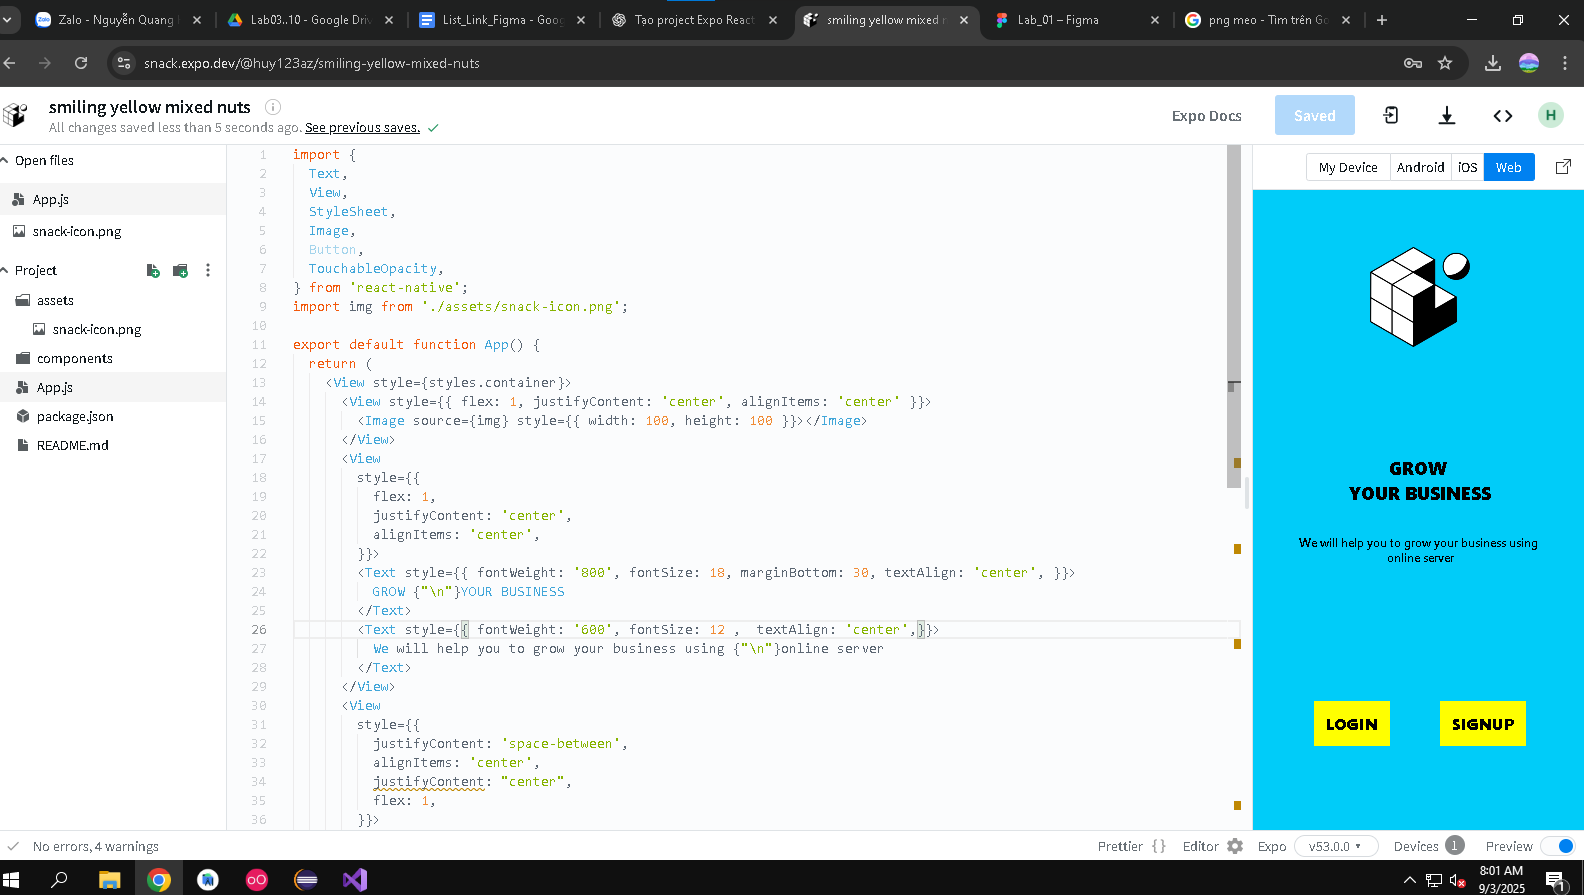 Zalo - Nguyễn Quang
Lab03..10 - Google Driv
List_Link_Figma - Goog
Tạo project Expo React
smiling yellow mixed n
Lab_01 – Figma
png meo - Tìm trên Go
snack.expo.dev/@huy123az/smiling-yellow-mixed-nuts
smiling yellow mixed nuts
All changes saved less than 5 seconds ago. See previous saves.
Expo Docs
Saved
H
Open files
App.js
snack-icon.png
Project
assets
snack-icon.png
components
App.js
package.json
README.md
1 import {
2 Text,
3 View,
4 StyleSheet,
5 Image,
6 Button,
7 TouchableOpacity,
8 } from 'react-native';
9 import img from './assets/snack-icon.png';
10
11 export default function App() {
12 return (
13 <View style={styles.container}>
14 <View style={{ flex: 1, justifyContent: 'center', alignItems: 'center' }}>
15 <Image source={img} style={{ width: 100, height: 100 }}></Image>
16 </View>
17 <View
18 style={{
19 flex: 1,
20 justifyContent: 'center',
21 alignItems: 'center',
22 }}>
23 <Text style={{ fontWeight: '800', fontSize: 18, marginBottom: 30, textAlign: 'center', }}>
24 GROW {"\n"}YOUR BUSINESS
25 </Text>
26 <Text style={{ fontWeight: '600', fontSize: 12 , textAlign: 'center',}}>
27 We will help you to grow your business using {"\n"}online server
28 </Text>
29 </View>
30 <View
31 style={{
32 justifyContent: 'space-between',
33 alignItems: 'center',
34 justifyContent: "center",
35 flex: 1,
36 }}>
My Device
Android
iOS
Web
GROW
YOUR BUSINESS
We will help you to grow your business using
online server
LOGIN
SIGNUP
No errors, 4 warnings
Prettier { }
Editor
Expo
v53.0.0
Devices 1
Preview
8:01 AM
9/3/2025
1